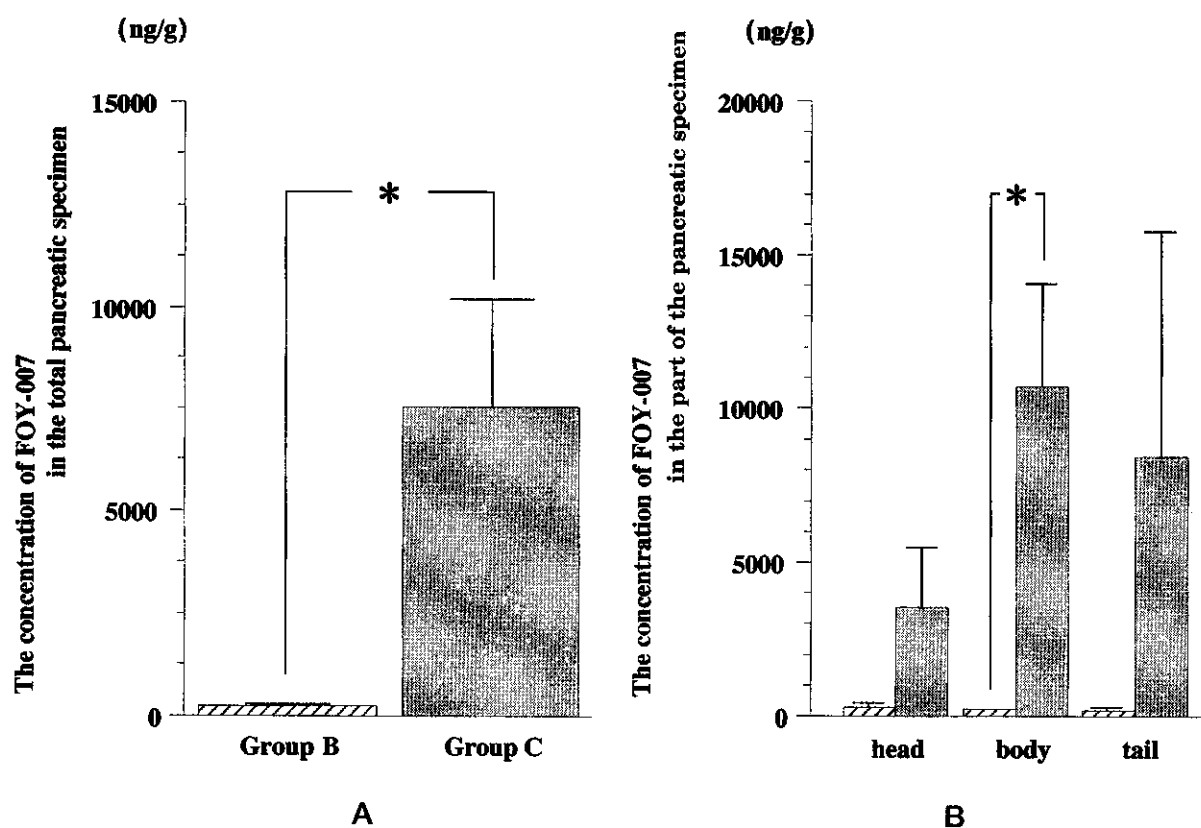 (ng/g)
The concentration of FOY-007
in the total pancreatic specimen
15000
10000
5000
0
*
Group B
Group C
A
(ng/g)
The concentration of FOY-007
in the part of the pancreatic specimen
20000
15000
10000
5000
0
*
head
body
tail
B